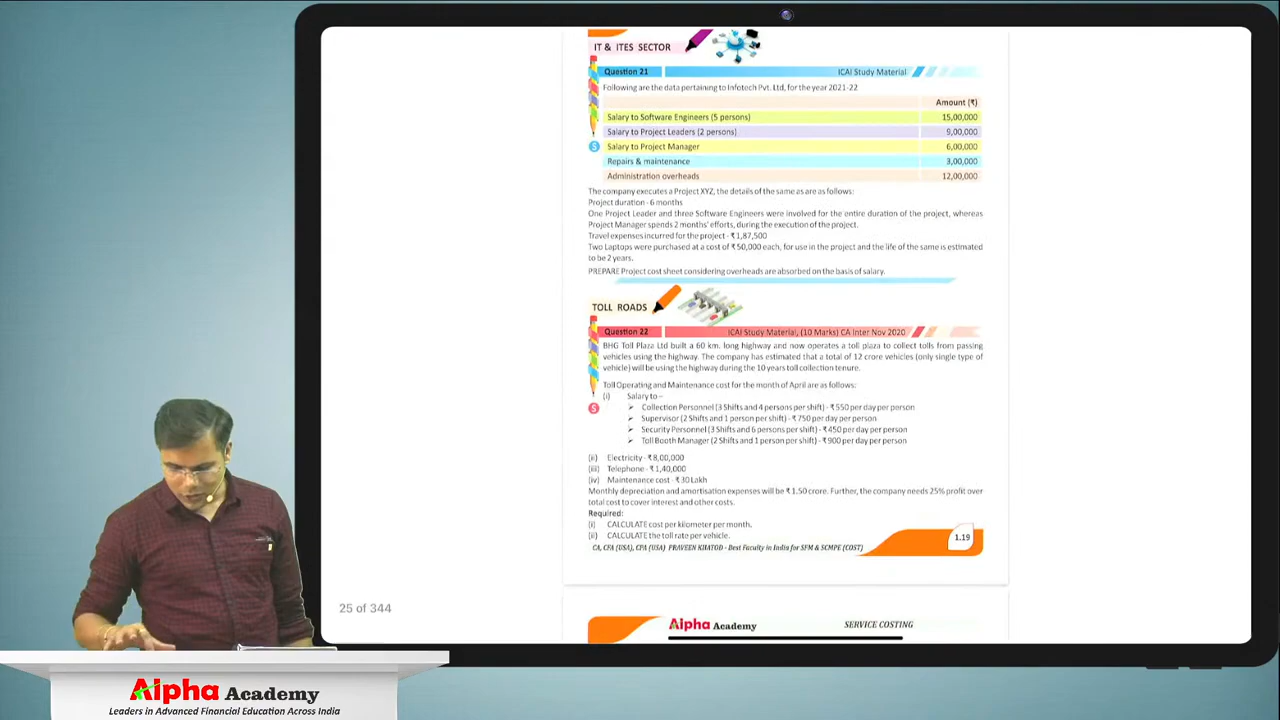 IT & ITES SECTOR
Question 21 ICAI Study Material
Following are the data pertaining to Infotech Pvt. Ltd, for the year 2021-22
Amount (₹)
Salary to Software Engineers (5 persons) 15,00,000
Salary to Project Leaders (2 persons) 9,00,000
S Salary to Project Manager 6,00,000
Repairs & maintenance 3,00,000
Administration overheads 12,00,000
The company executes a Project XYZ, the details of the same as are as follows:
Project duration - 6 months
One Project Leader and three Software Engineers were involved for the entire duration of the project, whereas
Project Manager spends 2 months' efforts, during the execution of the project.
Travel expenses incurred for the project - ₹1,87,500
Two Laptops were purchased at a cost of ₹50,000 each, for use in the project and the life of the same is estimated
to be 2 years.
PREPARE Project cost sheet considering overheads are absorbed on the basis of salary.
TOLL ROADS
Question 22 ICAI Study Material, (10 Marks) CA Inter Nov 2020
BHG Toll Plaza Ltd built a 60 km. long highway and now operates a toll plaza to collect tolls from passing
vehicles using the highway. The company has estimated that a total of 12 crore vehicles (only single type of
vehicle) will be using the highway during the 10 years toll collection tenure.
Toll Operating and Maintenance cost for the month of April are as follows:
(i) Salary to –
S ➢ Collection Personnel (3 Shifts and 4 persons per shift) - ₹550 per day per person
➢ Supervisor (2 Shifts and 1 person per shift) - ₹750 per day per person
➢ Security Personnel (3 Shifts and 6 persons per shift) - ₹450 per day per person
➢ Toll Booth Manager (2 Shifts and 1 person per shift) - ₹900 per day per person
(ii) Electricity - ₹8,00,000
(iii) Telephone - ₹1,40,000
(iv) Maintenance cost - ₹30 Lakh
Monthly depreciation and amortisation expenses will be ₹ 1.50 crore. Further, the company needs 25% profit over
total cost to cover interest and other costs.
Required:
(i) CALCULATE cost per kilometer per month.
(ii) CALCULATE the toll rate per vehicle.
CA, CFA (USA), CPA (USA) PRAVEEN KHATOD - Best Faculty in India for SFM & SCMPE (COST)
1.19
25 of 344
Alpha Academy SERVICE COSTING
Alpha Academy
Leaders in Advanced Financial Education Across India